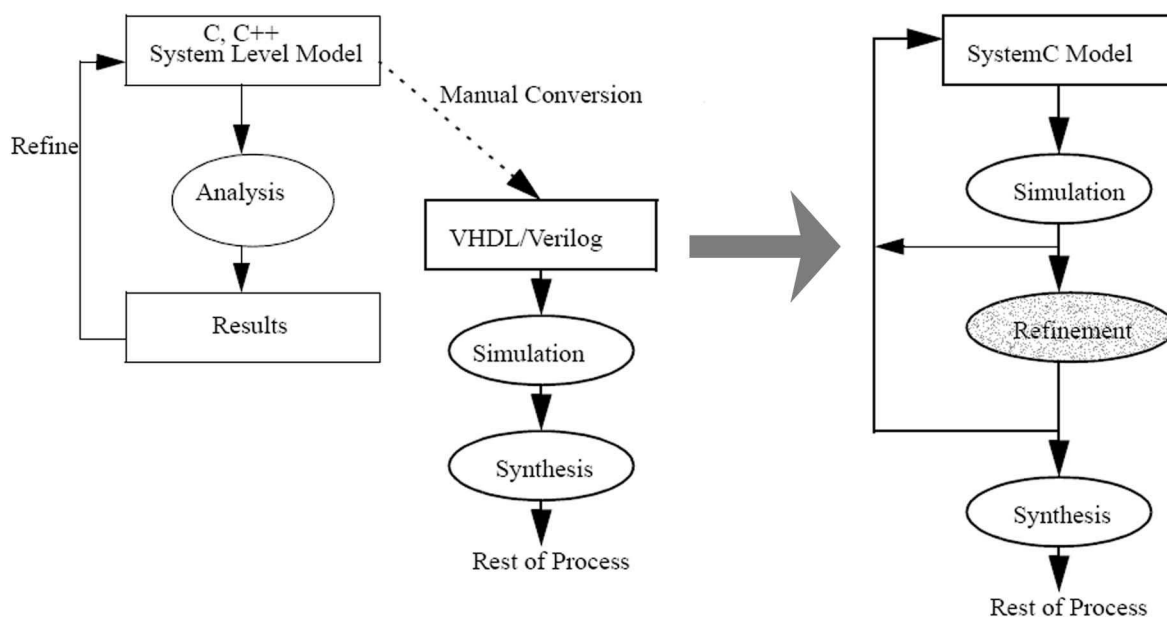 C, C++
System Level Model
Manual Conversion
Refine
Analysis
Results
VHDL/Verilog
Simulation
Synthesis
Rest of Process
SystemC Model
Simulation
Refinement
Synthesis
Rest of Process